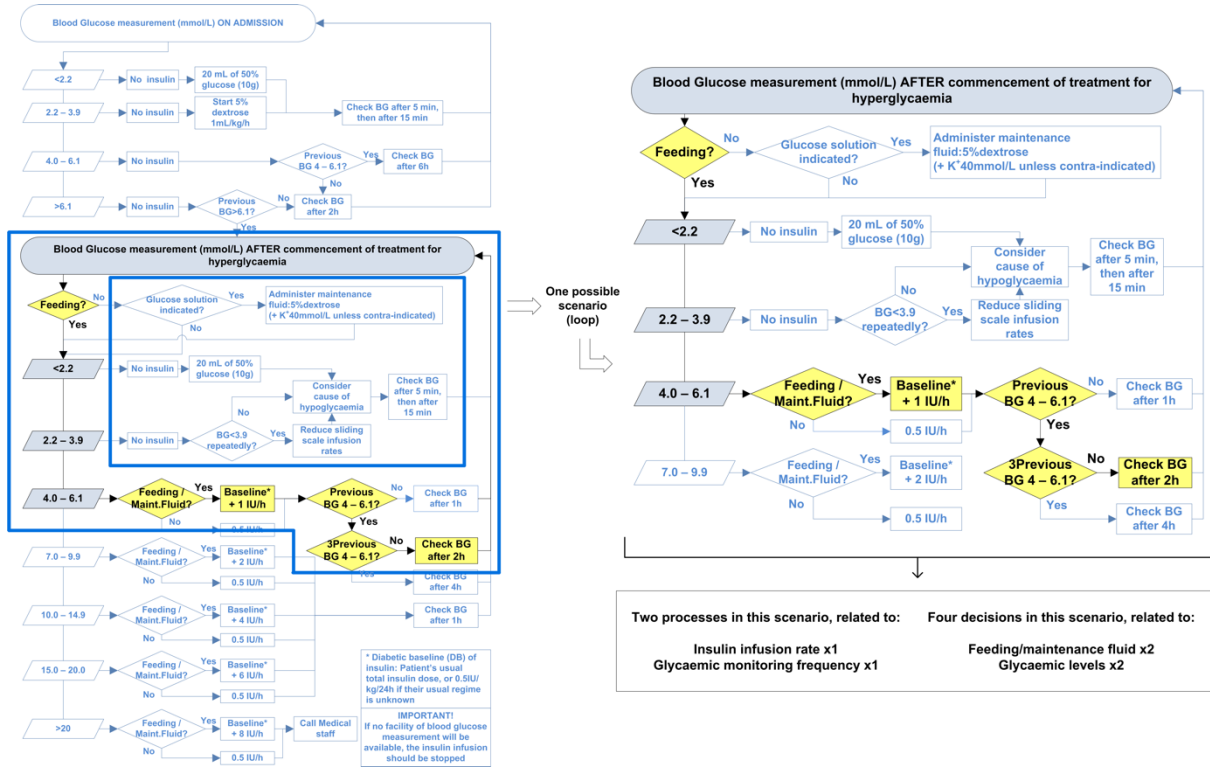 Blood Glucose measurement (mmol/L) ON ADMISSION
<2.2
No insulin
20 mL of 50%
glucose (10g)
2.2 – 3.9
No insulin
Start 5%
dextrose
1mL/kg/h
Check BG after 5 min,
then after 15 min
4.0 – 6.1
No insulin
Previous
BG 4 – 6.1?
Yes
Check BG
after 6h
No
>6.1
No insulin
Previous
BG>6.1?
No
Check BG
after 2h
Yes
Blood Glucose measurement (mmol/L) AFTER commencement of treatment for
hyperglycaemia
Feeding?
No
Glucose solution
indicated?
Yes
Administer maintenance
fluid:5%dextrose
(+ K+40mmol/L unless contra-indicated)
Yes
No
<2.2
No insulin
20 mL of 50%
glucose (10g)
Consider
cause of
hypoglycaemia
Check BG
after 5 min,
then after
15 min
No
2.2 – 3.9
No insulin
BG<3.9
repeatedly?
Yes
Reduce sliding
scale infusion
rates
4.0 – 6.1
Feeding /
Maint.Fluid?
Yes
Baseline*
+ 1 IU/h
Previous
BG 4 – 6.1?
No
Check BG
after 1h
No
0.5 IU/h
Yes
3Previous
BG 4 – 6.1?
No
Check BG
after 2h
Yes
Check BG
after 4h
7.0 – 9.9
Feeding /
Maint.Fluid?
Yes
Baseline*
+ 2 IU/h
No
0.5 IU/h
10.0 – 14.9
Feeding /
Maint.Fluid?
Yes
Baseline*
+ 4 IU/h
Check BG
after 1h
No
0.5 IU/h
15.0 – 20.0
Feeding /
Maint.Fluid?
Yes
Baseline*
+ 6 IU/h
No
0.5 IU/h
>20
Feeding /
Maint.Fluid?
Yes
Baseline*
+ 8 IU/h
Call Medical
staff
No
0.5 IU/h
* Diabetic baseline (DB) of
insulin: Patient's usual
total insulin dose, or 0.5IU/
kg/24h if their usual regime
is unknown
IMPORTANT!
If no facility of blood glucose
measurement will be
available, the insulin infusion
should be stopped
One possible
scenario
(loop)
Blood Glucose measurement (mmol/L) AFTER commencement of treatment for
hyperglycaemia
Feeding?
No
Glucose solution
indicated?
Yes
Administer maintenance
fluid:5%dextrose
(+ K+40mmol/L unless contra-indicated)
Yes
No
<2.2
No insulin
20 mL of 50%
glucose (10g)
Consider
cause of
hypoglycaemia
Check BG
after 5 min,
then after
15 min
No
2.2 – 3.9
No insulin
BG<3.9
repeatedly?
Yes
Reduce sliding
scale infusion
rates
4.0 – 6.1
Feeding /
Maint.Fluid?
Yes
Baseline*
+ 1 IU/h
Previous
BG 4 – 6.1?
No
Check BG
after 1h
No
0.5 IU/h
Yes
7.0 – 9.9
Feeding /
Maint.Fluid?
Yes
Baseline*
+ 2 IU/h
3Previous
BG 4 – 6.1?
No
Check BG
after 2h
No
0.5 IU/h
Yes
Check BG
after 4h
Two processes in this scenario, related to:
Insulin infusion rate x1
Glycaemic monitoring frequency x1
Four decisions in this scenario, related to:
Feeding/maintenance fluid x2
Glycaemic levels x2